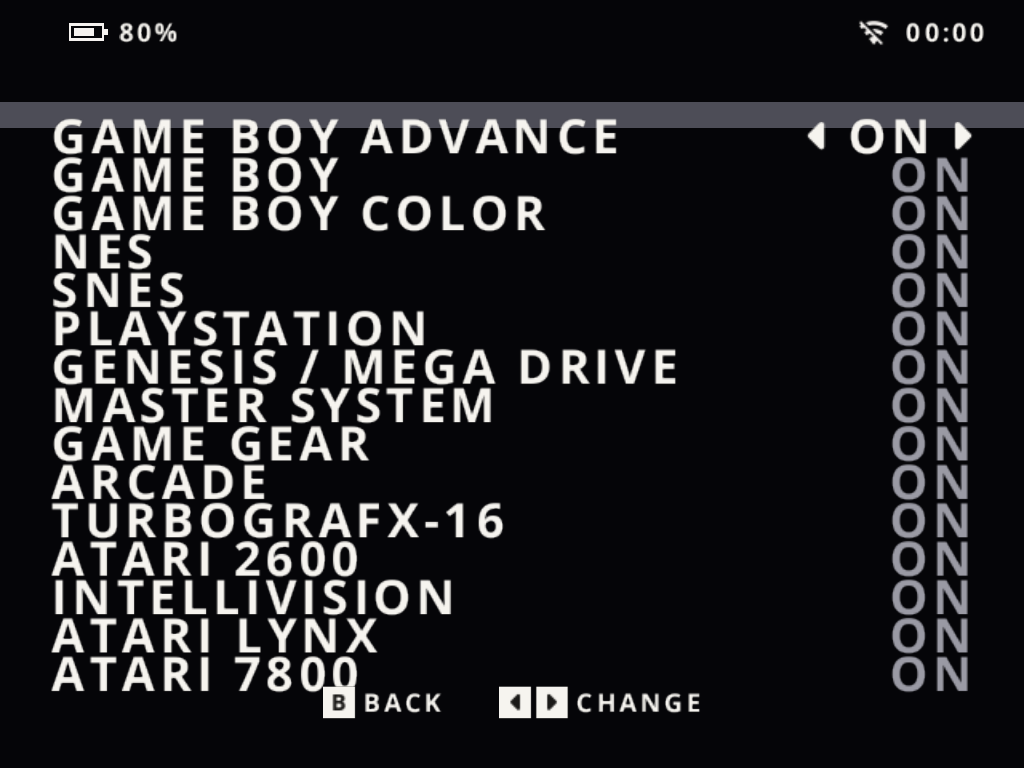 80% 00:00
GAME BOY ADVANCE ON
GAME BOY ON
GAME BOY COLOR ON
NES ON
SNES ON
PLAYSTATION ON
GENESIS / MEGA DRIVE ON
MASTER SYSTEM ON
GAME GEAR ON
ARCADE ON
TURBOGRAFX-16 ON
ATARI 2600 ON
INTELLIVISION ON
ATARI LYNX ON
ATARI 7800 ON
B BACK CHANGE